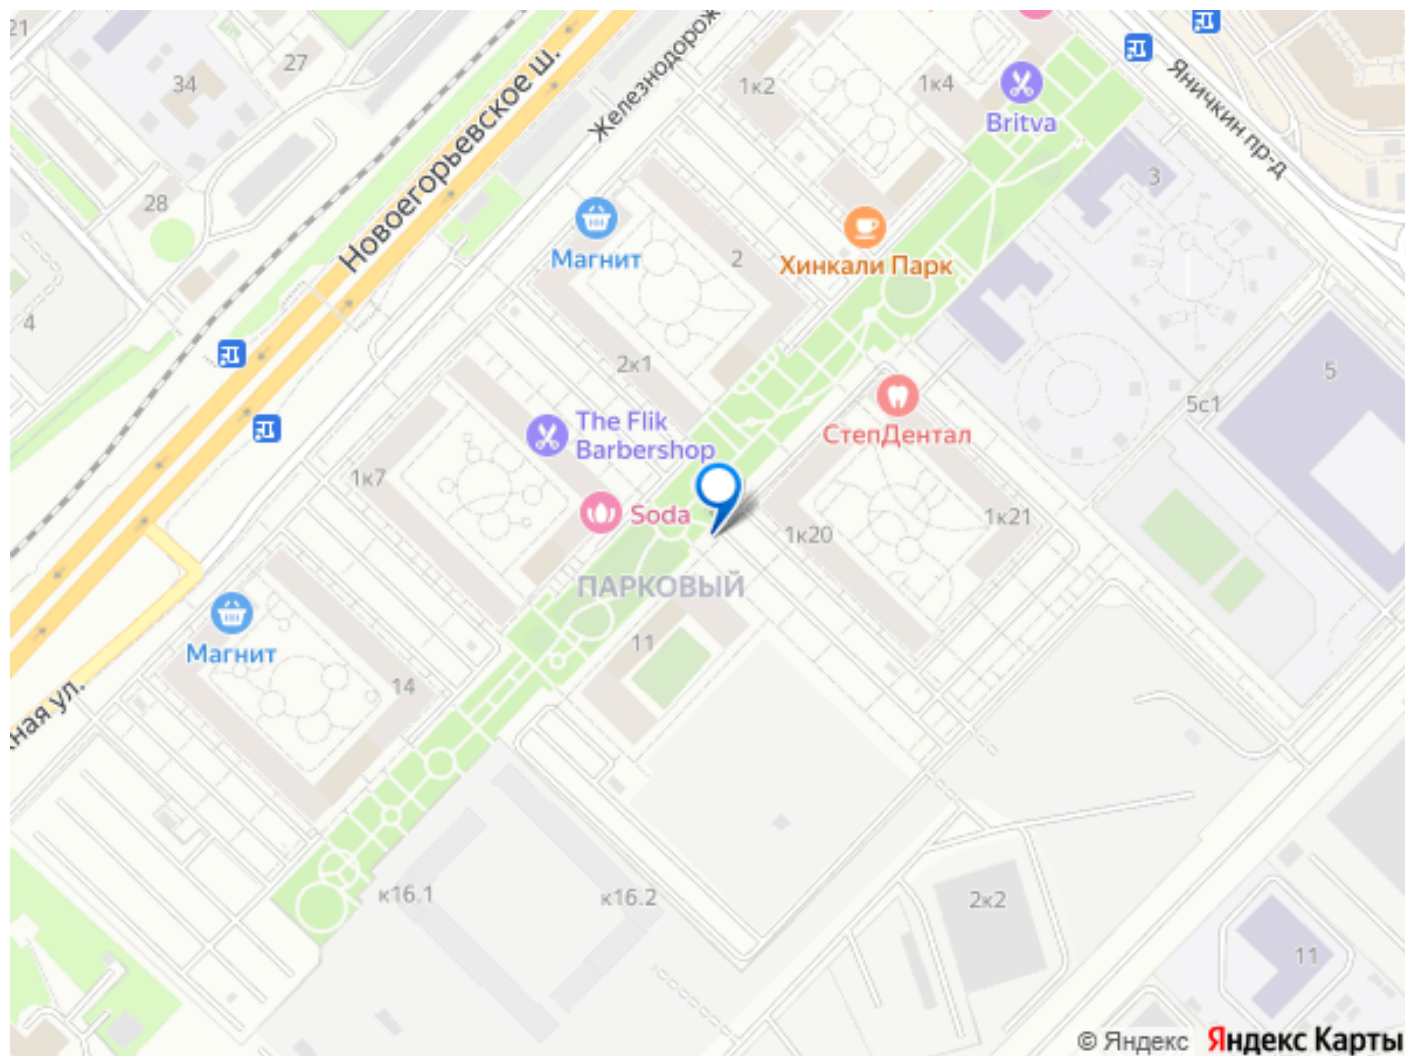 21
27
34
28
4
Новоегорьевское ш.
Железнодорож
1к2
1к4
Britva
Яничкин пр-д
3
Магнит
2
Хинкали Парк
2к1
5
5с1
СтепДентал
The Flik
Barbershop
1к7
Soda
1к20
1к21
ПАРКОВЫЙ
11
Магнит
14
ная ул.
к16.1
к16.2
2к2
11
© Яндекс Яндекс Карты